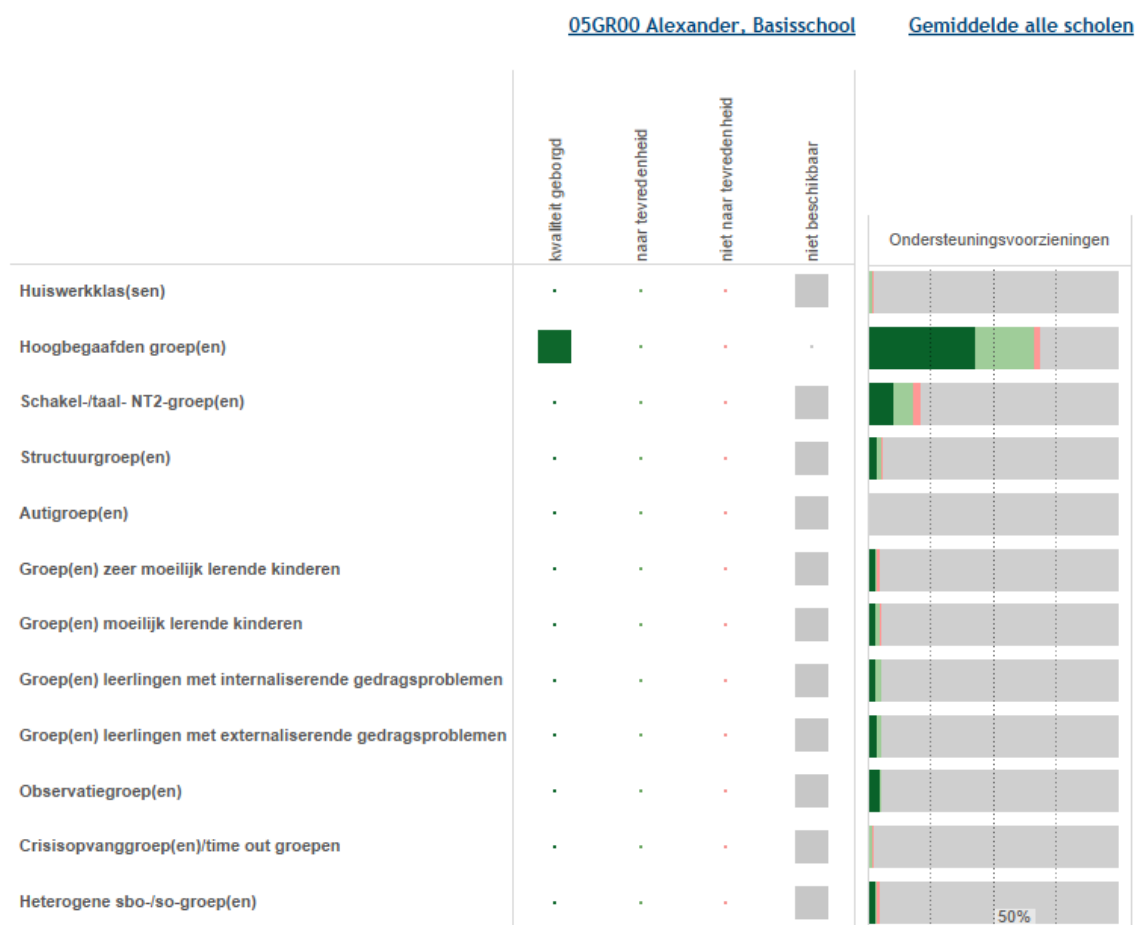 05GR00 Alexander, Basisschool
Gemiddelde alle scholen
kwaliteit geborgd
naar tevredenheid
niet naar tevredenheid
niet beschikbaar
Ondersteuningsvoorzieningen
Huiswerkklas(sen)
Hoogbegaafden groep(en)
Schakel-/taal- NT2-groep(en)
Structuurgroep(en)
Autigroep(en)
Groep(en) zeer moeilijk lerende kinderen
Groep(en) moeilijk lerende kinderen
Groep(en) leerlingen met internaliserende gedragsproblemen
Groep(en) leerlingen met externaliserende gedragsproblemen
Observatiegroep(en)
Crisisopvanggroep(en)/time out groepen
Heterogene sbo-/so-groep(en)
50%